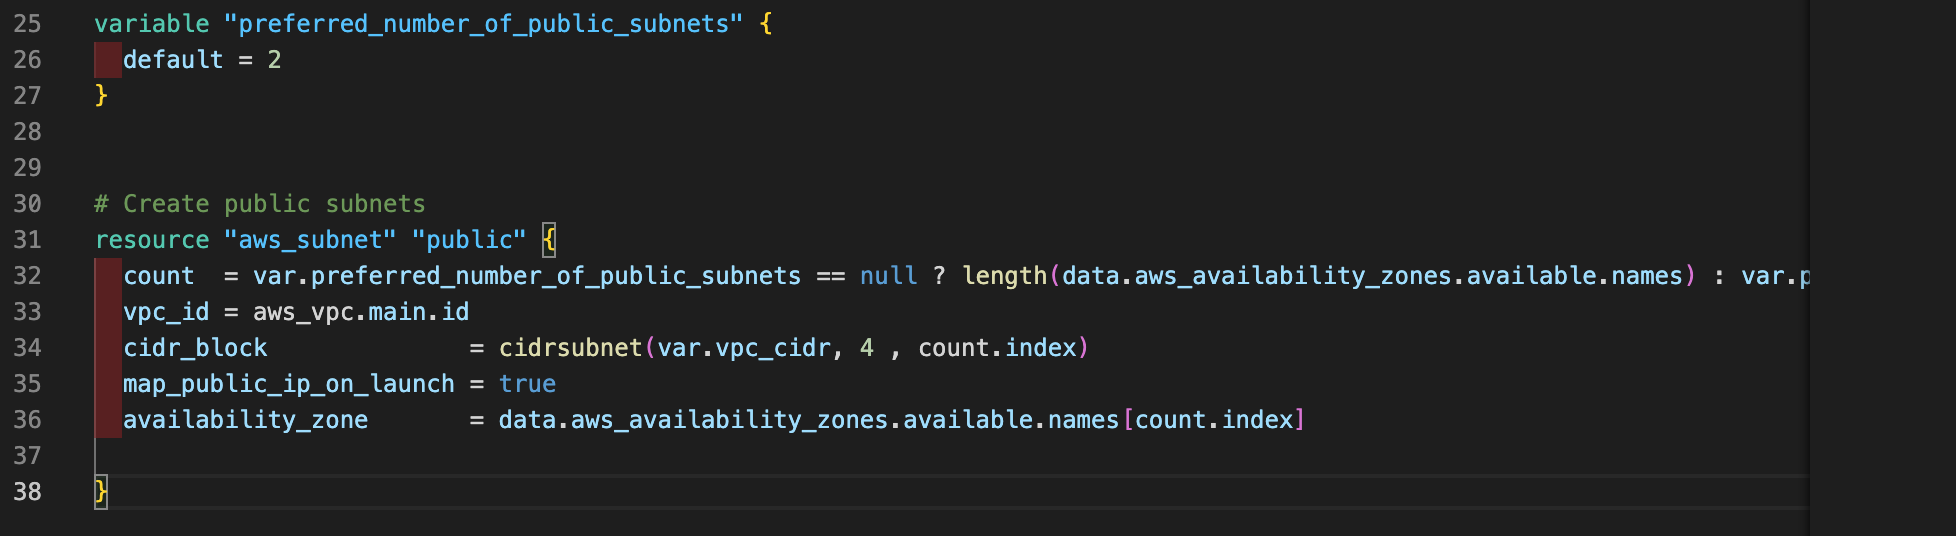 25 variable "preferred_number_of_public_subnets" {
26 default = 2
27 }
28
29
30 # Create public subnets
31 resource "aws_subnet" "public" {
32 count  = var.preferred_number_of_public_subnets == null ? length(data.aws_availability_zones.available.names) : var.p
33 vpc_id = aws_vpc.main.id
34 cidr_block              = cidrsubnet(var.vpc_cidr, 4 , count.index)
35 map_public_ip_on_launch = true
36 availability_zone       = data.aws_availability_zones.available.names[count.index]
37
38 }